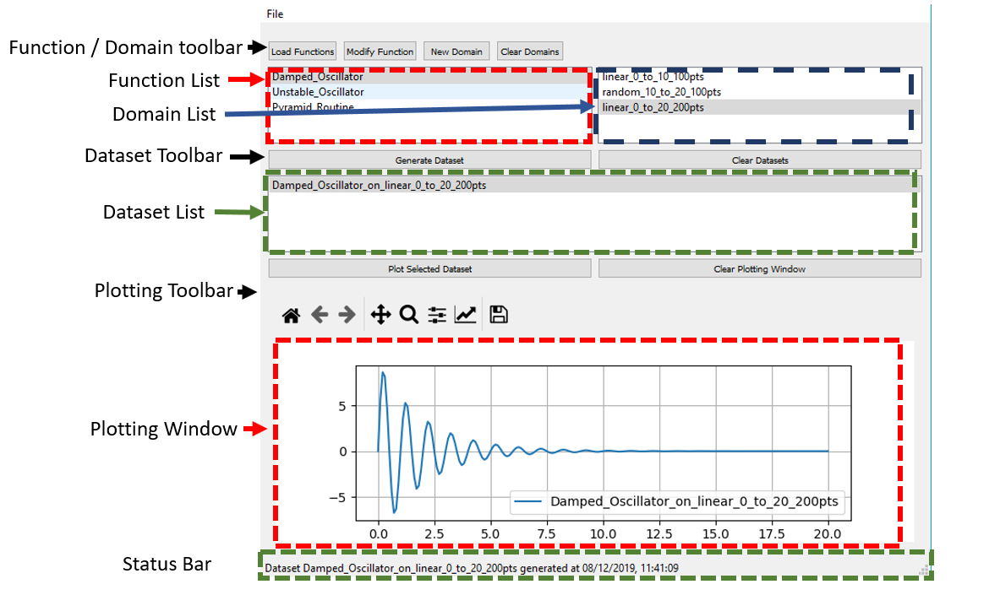 File
Function / Domain toolbar
Load Functions Modify Function New Domain Clear Domains
Function List
Damped_Oscillator
Unstable_Oscillator
Pyramid_Routine
linear_0_to_10_100pts
random_10_to_20_100pts
linear_0_to_20_200pts
Domain List
Dataset Toolbar
Generate Dataset Clear Datasets
Damped_Oscillator_on_linear_0_to_20_200pts
Dataset List
Plot Selected Dataset Clear Plotting Window
Plotting Toolbar
Plotting Window
5
0
−5
Damped_Oscillator_on_linear_0_to_20_200pts
0.0 2.5 5.0 7.5 10.0 12.5 15.0 17.5 20.0
Status Bar
Dataset Damped_Oscillator_on_linear_0_to_20_200pts generated at 08/12/2019, 11:41:09